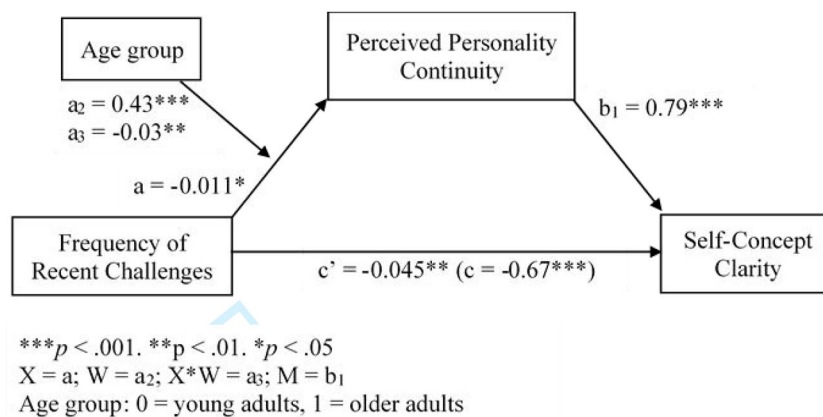 Age group
Perceived Personality
Continuity
a₂ = 0.43***
a₃ = -0.03**
b₁ = 0.79***
a = -0.011*
Frequency of
Recent Challenges
c’ = -0.045** (c = -0.67***)
Self-Concept
Clarity
***p < .001. **p < .01. *p < .05
X = a; W = a₂; X*W = a₃; M = b₁
Age group: 0 = young adults, 1 = older adults